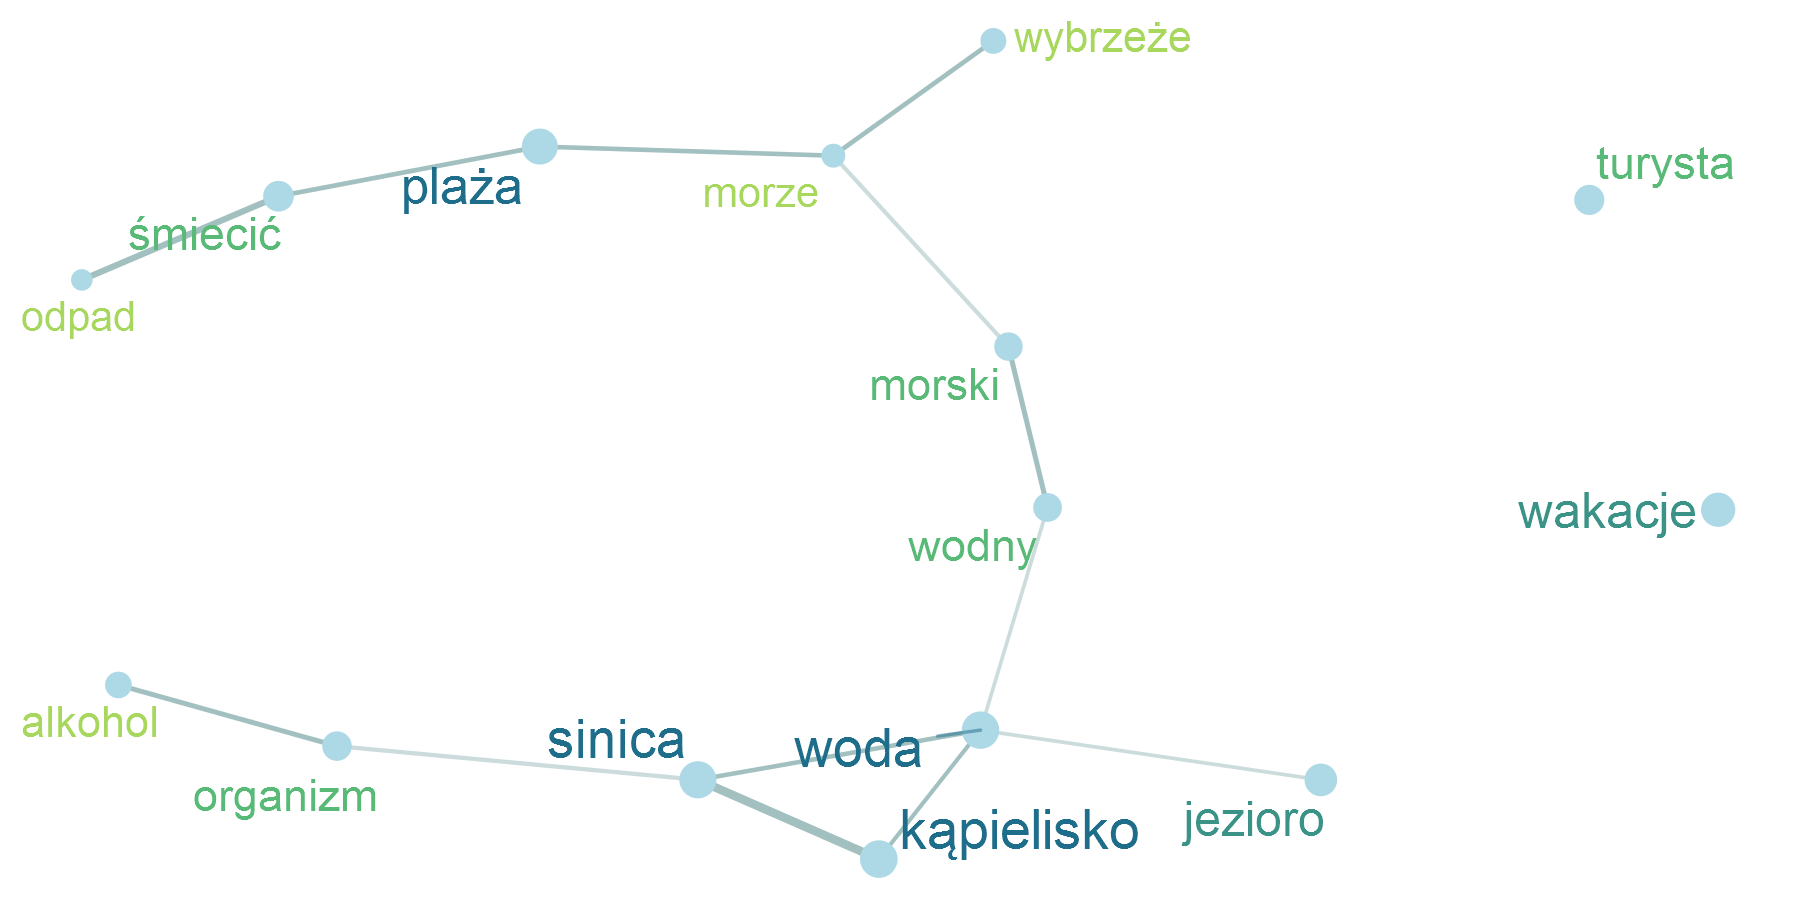 wybrzeże
turysta
plaża
morze
śmiecić
odpad
morski
wakacje
wodny
alkohol
sinica
woda
organizm
kąpielisko
jezioro